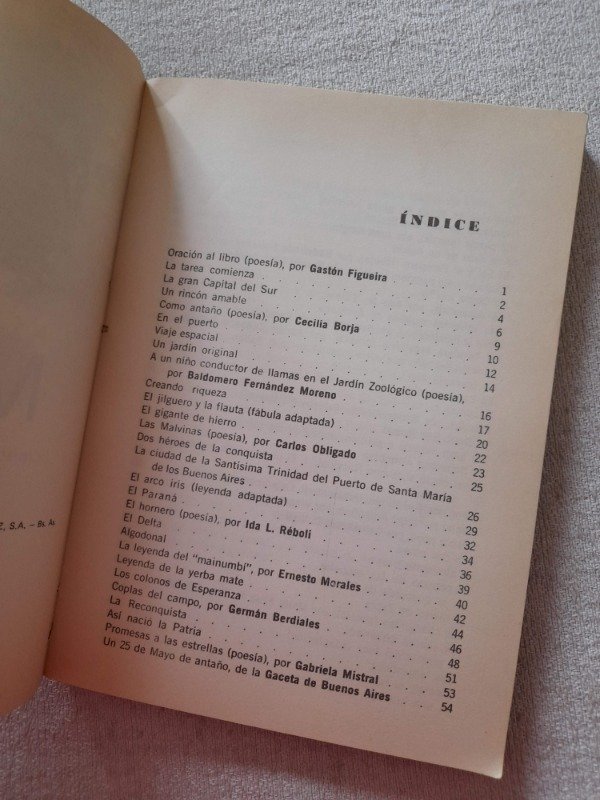 Z, S.A. – Bs. As
ÍNDICE
Oración al libro (poesía), por Gastón Figueira 1
La tarea comienza 2
La gran Capital del Sur 4
Un rincón amable 6
Como antaño (poesía), por Cecilia Borja 9
En el puerto 10
Viaje espacial 12
Un jardín original 14
A un niño conductor de llamas en el Jardín Zoológico (poesía),
por Baldomero Fernández Moreno 16
Creando riqueza 17
El jilguero y la flauta (fábula adaptada) 20
El gigante de hierro 22
Las Malvinas (poesía), por Carlos Obligado 23
Dos héroes de la conquista 25
La ciudad de la Santísima Trinidad del Puerto de Santa María
de los Buenos Aires 26
El arco iris (leyenda adaptada) 29
El Paraná 32
El hornero (poesía), por Ida L. Réboli 34
El Delta 36
Algodonal 39
La leyenda del "mainumbí", por Ernesto Morales 40
Leyenda de la yerba mate 42
Los colonos de Esperanza 44
Coplas del campo, por Germán Berdiales 46
La Reconquista 48
Así nació la Patria 51
Promesas a las estrellas (poesía), por Gabriela Mistral 53
Un 25 de Mayo de antaño, de la Gaceta de Buenos Aires 54